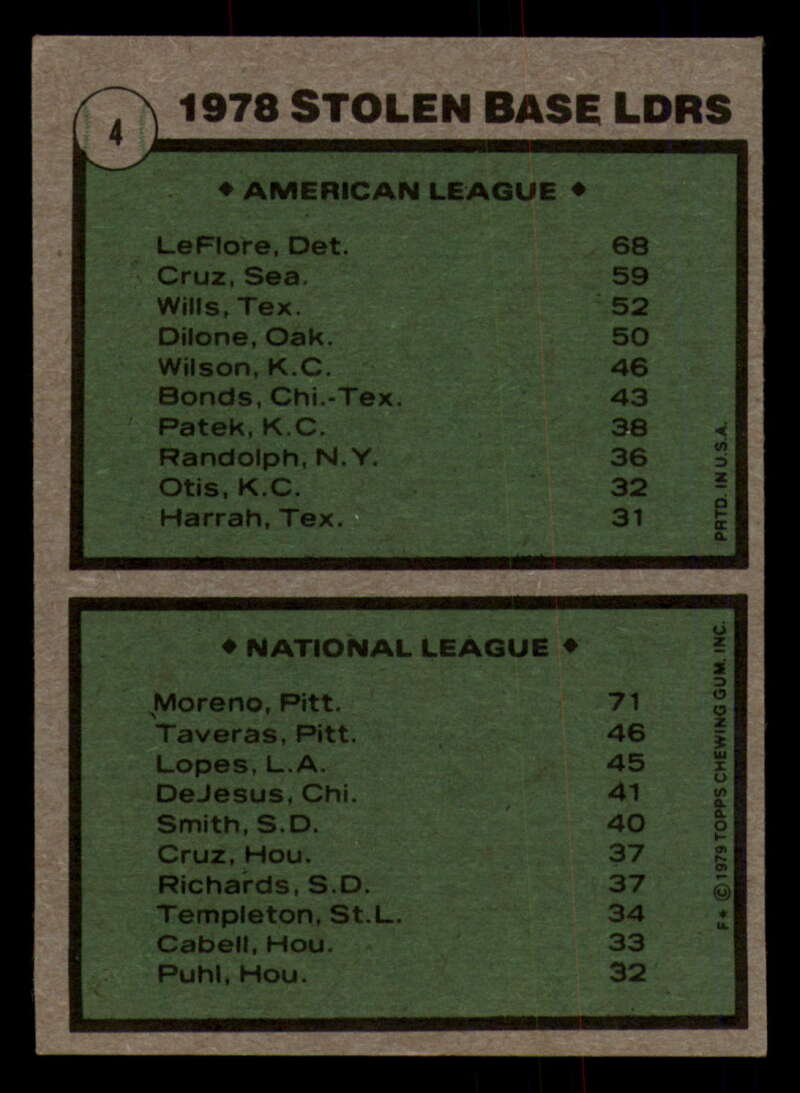 4
1978 STOLEN BASE LDRS
♦ AMERICAN LEAGUE ♦
LeFlore, Det. 68
Cruz, Sea. 59
Wills, Tex. 52
Dilone, Oak. 50
Wilson, K.C. 46
Bonds, Chi.-Tex. 43
Patek, K.C. 38
Randolph, N.Y. 36
Otis, K.C. 32
Harrah, Tex. 31
PRTD. IN U.S.A.
♦ NATIONAL LEAGUE ♦
Moreno, Pitt. 71
Taveras, Pitt. 46
Lopes, L.A. 45
DeJesus, Chi. 41
Smith, S.D. 40
Cruz, Hou. 37
Richards, S.D. 37
Templeton, St.L. 34
Cabell, Hou. 33
Puhl, Hou. 32
F* © 1979 TOPPS CHEWING GUM. INC.